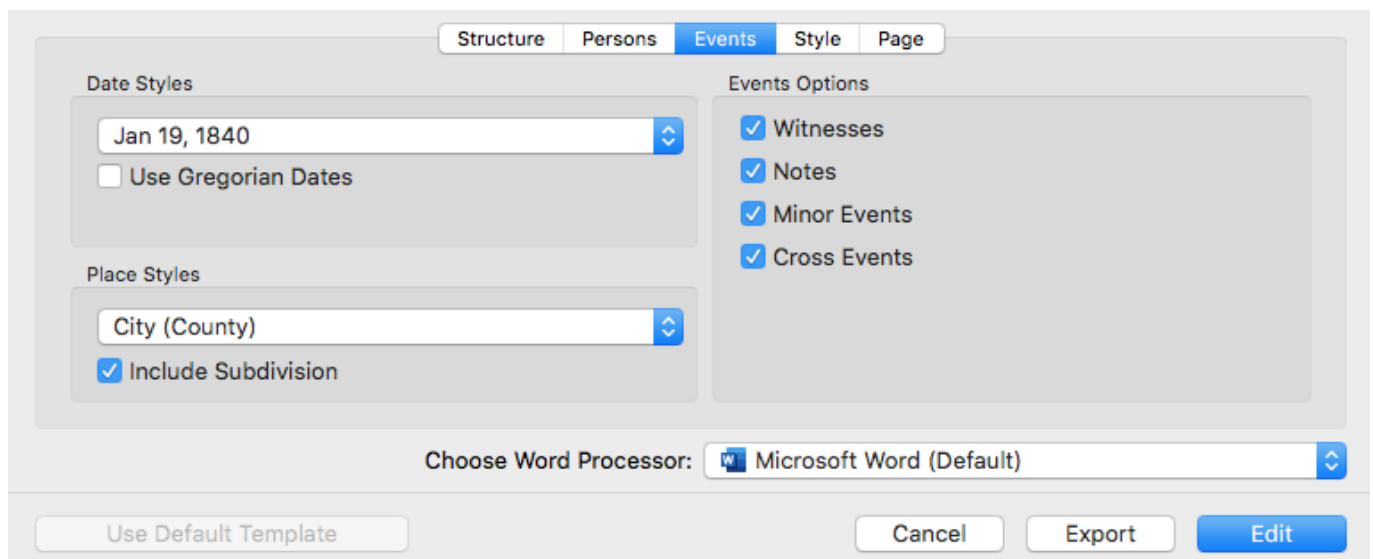 Structure Persons Events Style Page
Date Styles
Jan 19, 1840
Use Gregorian Dates
Place Styles
City (County)
Include Subdivision
Events Options
Witnesses
Notes
Minor Events
Cross Events
Choose Word Processor: Microsoft Word (Default)
Use Default Template Cancel Export Edit